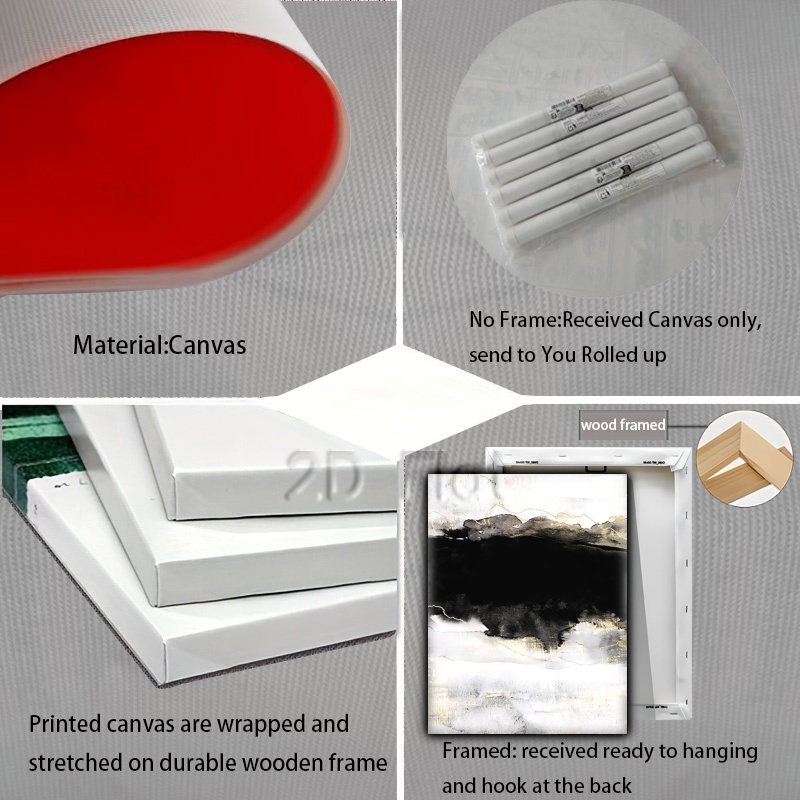 Material:Canvas
No Frame:Received Canvas only,
send to You Rolled up
wood framed
2D
Printed canvas are wrapped and
stretched on durable wooden frame
Framed: received ready to hanging
and hook at the back